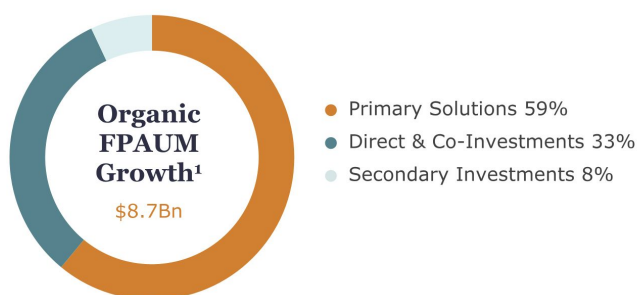 Organic
FPAUM
Growth¹
$8.7Bn
Primary Solutions 59%
Direct & Co-Investments 33%
Secondary Investments 8%